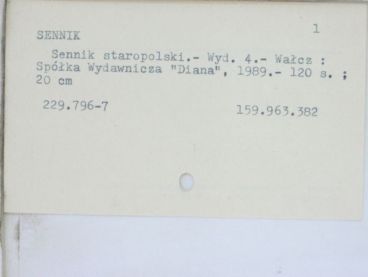 1
SENNIK
Sennik staropolski.- Wyd. 4.- Wałcz :
Spółka Wydawnicza "Diana", 1989.- 120 s. ;
20 cm
229.796-7 159.963.382